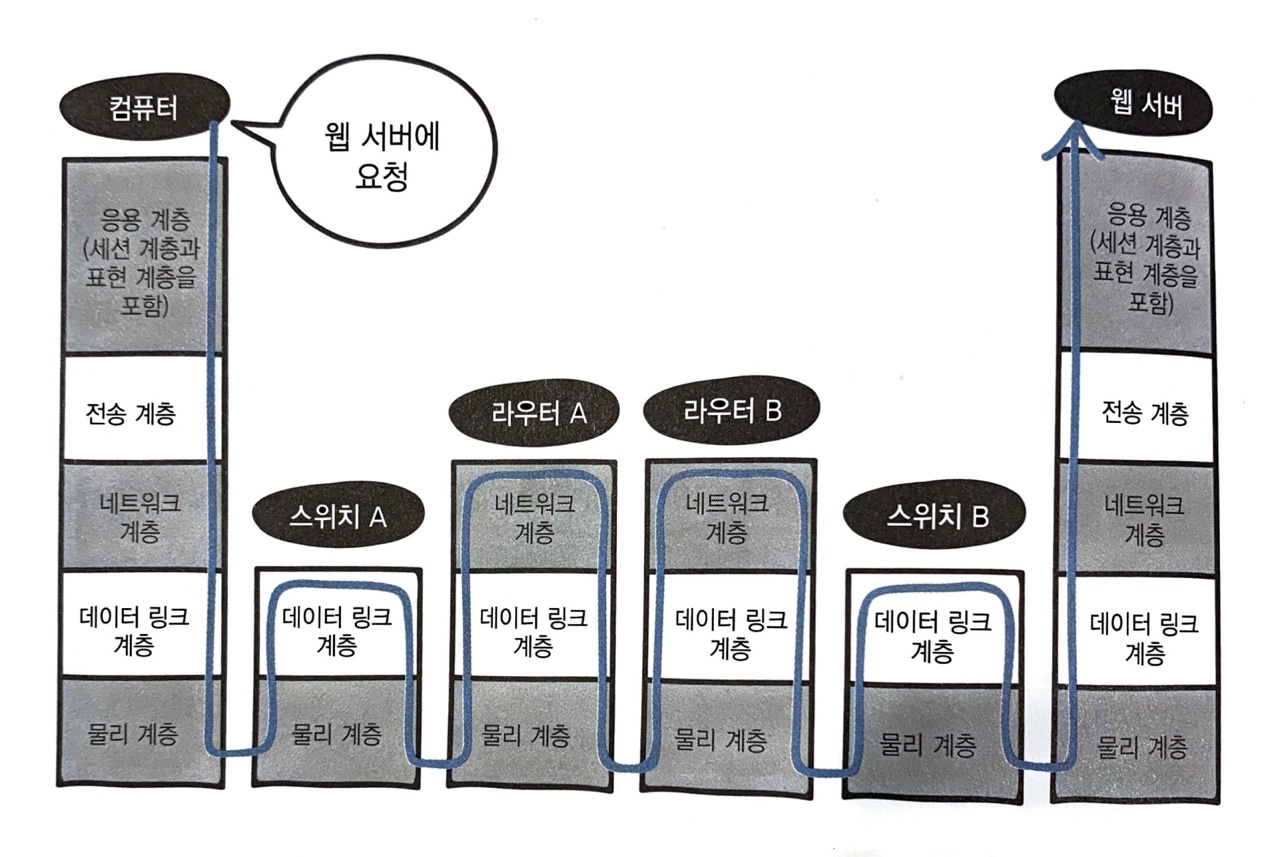 컴퓨터
웹 서버에
요청
응용 계층
(세션 계층과
표현 계층을
포함)
전송 계층
네트워크
계층
데이터 링크
계층
물리 계층
스위치 A
데이터 링크
계층
물리 계층
라우터 A
네트워크
계층
데이터 링크
계층
물리 계층
라우터 B
네트워크
계층
데이터 링크
계층
물리 계층
스위치 B
데이터 링크
계층
물리 계층
웹 서버
응용 계층
(세션 계층과
표현 계층을
포함)
전송 계층
네트워크
계층
데이터 링크
계층
물리 계층